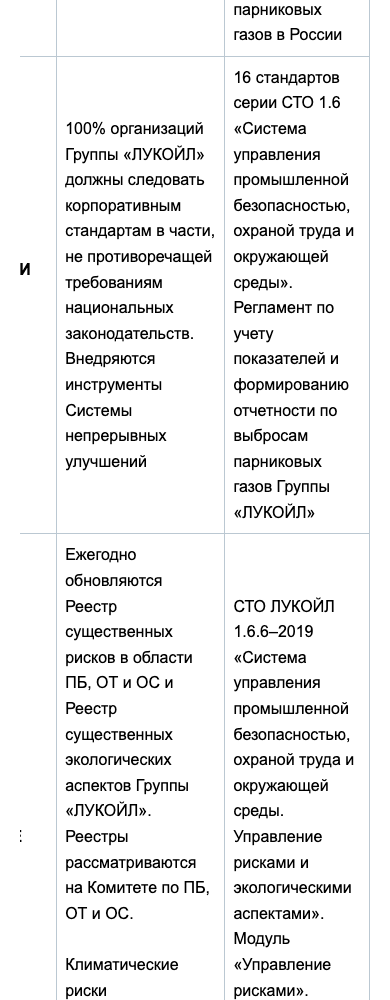 парниковых
газов в России
И
100% организаций
Группы «ЛУКОЙЛ»
должны следовать
корпоративным
стандартам в части,
не противоречащей
требованиям
национальных
законодательств.
Внедряются
инструменты
Системы
непрерывных
улучшений
16 стандартов
серии СТО 1.6
«Система
управления
промышленной
безопасностью,
охраной труда и
окружающей
среды».
Регламент по
учету
показателей и
формированию
отчетности по
выбросам
парниковых
газов Группы
«ЛУКОЙЛ»
Ежегодно
обновляются
Реестр
существенных
рисков в области
ПБ, ОТ и ОС и
Реестр
существенных
экологических
аспектов Группы
«ЛУКОЙЛ».
Реестры
рассматриваются
на Комитете по ПБ,
ОТ и ОС.
Климатические
риски
СТО ЛУКОЙЛ
1.6.6–2019
«Система
управления
промышленной
безопасностью,
охраной труда и
окружающей
среды.
Управление
рисками и
экологическими
аспектами».
Модуль
«Управление
рисками».